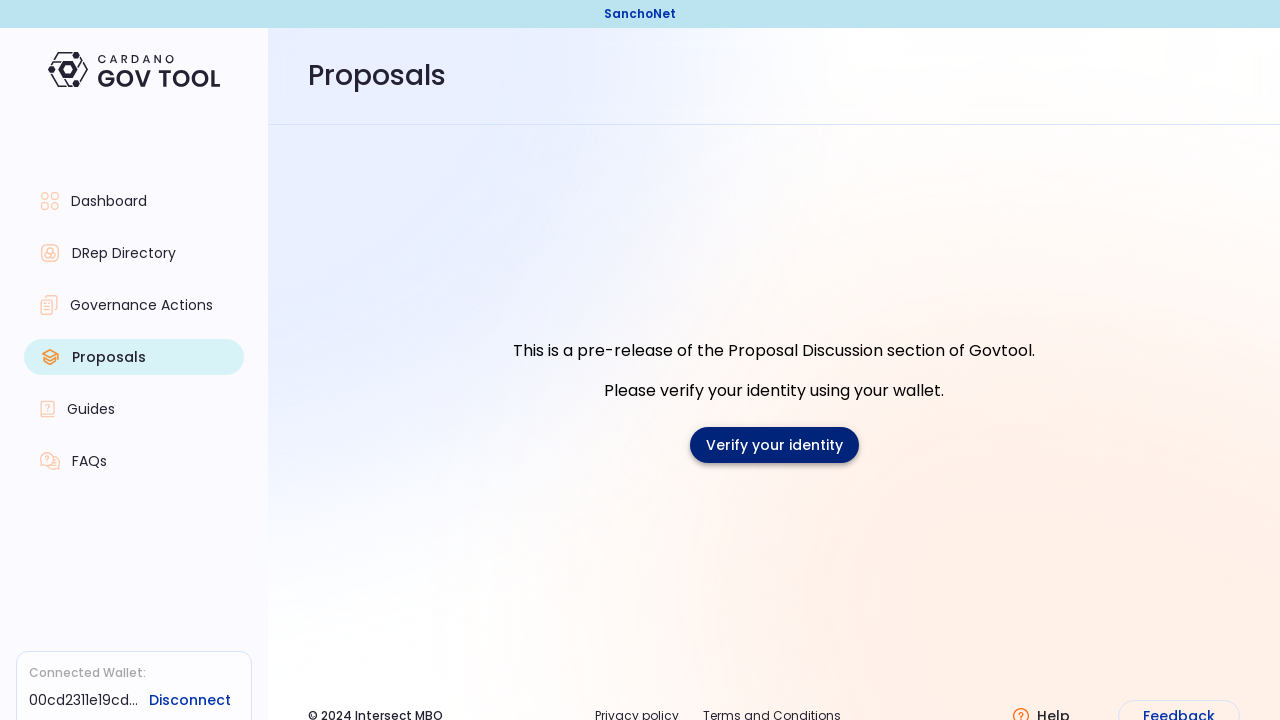 SanchoNet
CARDANO
GOV TOOL
Proposals
Dashboard
DRep Directory
Governance Actions
Proposals
Guides
FAQs
This is a pre-release of the Proposal Discussion section of Govtool.
Please verify your identity using your wallet.
Verify your identity
Connected Wallet:
00cd2311e19cd... Disconnect
© 2024 Intersect MBO Privacy policy Terms and Conditions Help Feedback